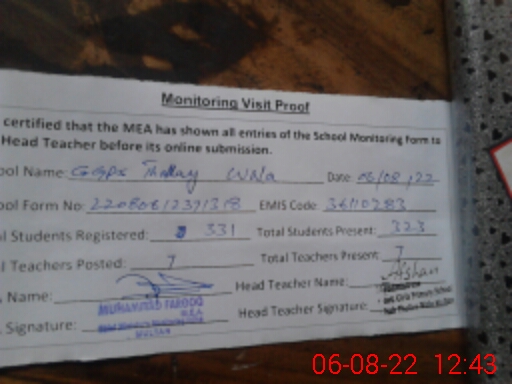 Monitoring Visit Proof
certified that the MEA has shown all entries of the School Monitoring form to
Head Teacher before its online submission.
ool Name: GGPS Date: 06/08/22
ool Form No: EMIS Code: 36110283
l Students Registered: 331 Total Students Present: 323
l Teachers Posted: 7 Total Teachers Present: 7
Name: Head Teacher Name: Afshan
MUHAMMAD FAROOQ
M.E.A
Signature: Head Teacher Signature:
MULTAN
06-08-22 12:43